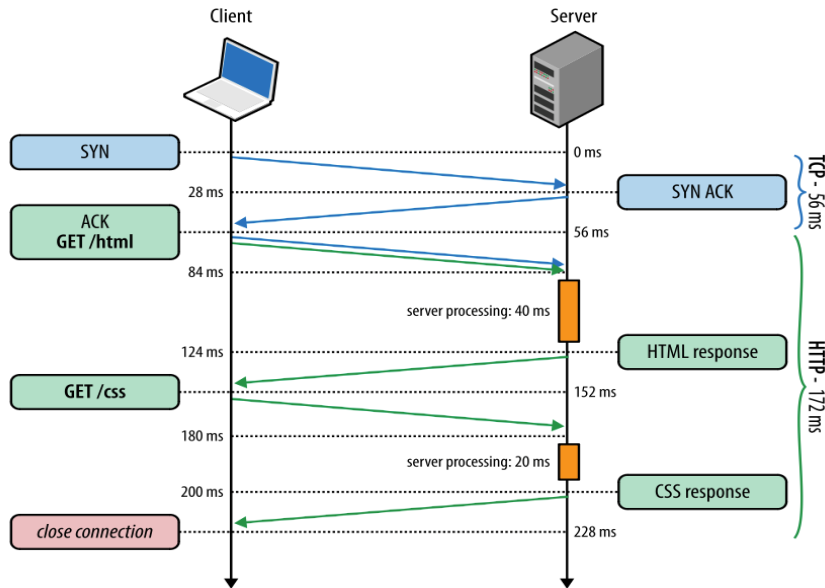 Client
Server
SYN
0 ms
28 ms
SYN ACK
TCP - 56 ms
ACK
GET /html
56 ms
84 ms
server processing: 40 ms
124 ms
HTML response
HTTP - 172 ms
GET /css
152 ms
180 ms
server processing: 20 ms
200 ms
CSS response
close connection
228 ms